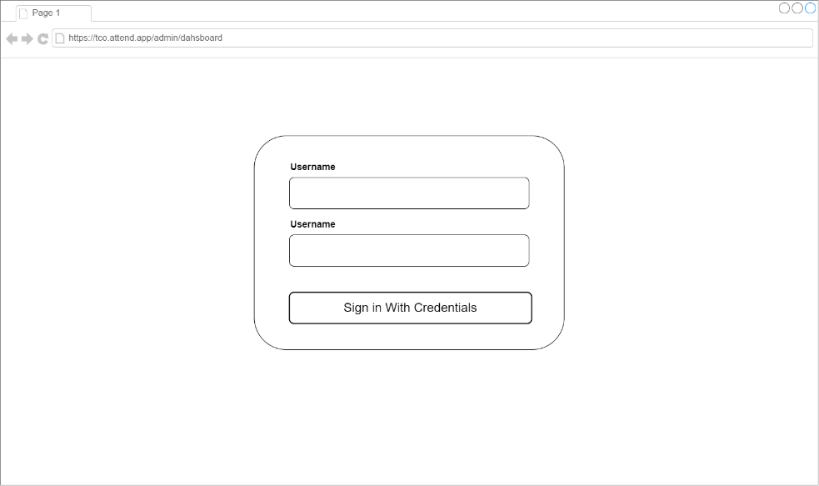 Page 1
https://tco.attend.app/admin/dahsboard
Username
Username
Sign in With Credentials